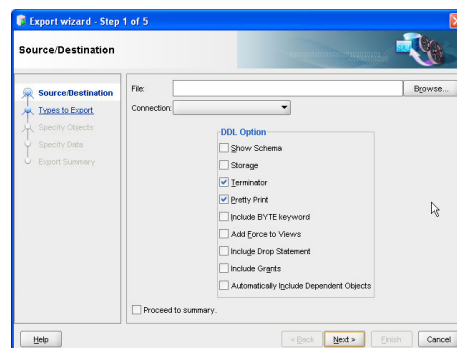 Export wizard - Step 1 of 5
Source/Destination
Source/Destination
Types to Export
Specify Objects
Specify Data
Export Summary
File:
Browse...
Connection:
DDL Option
Show Schema
Storage
Terminator
Pretty Print
Include BYTE keyword
Add Force to Views
Include Drop Statement
Include Grants
Automatically Include Dependent Objects
Proceed to summary.
Help
< Back
Next >
Finish
Cancel